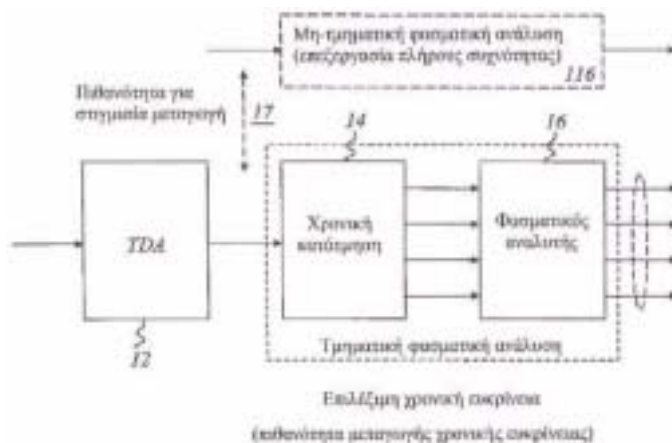 Μη-τμηματική φασματική ανάλυση
(επεξεργασία πλήρους συχνότητας)
116
Πιθανότητα για
στιγμιαία μεταγωγή
17
14
16
TDA
Χρονική
κατάτμηση
Φασματικός
αναλυτής
12
Τμηματική φασματική ανάλυση
Επιλέξιμη χρονική ευκρίνεια
(πιθανότητα μεταγωγής χρονικής ευκρίνειας)